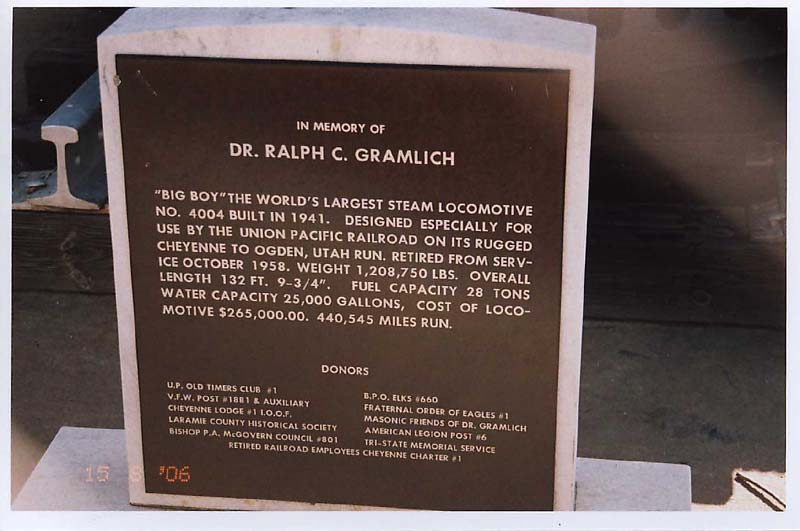 IN MEMORY OF
DR. RALPH C. GRAMLICH
"BIG BOY" THE WORLD'S LARGEST STEAM LOCOMOTIVE
NO. 4004 BUILT IN 1941. DESIGNED ESPECIALLY FOR
USE BY THE UNION PACIFIC RAILROAD ON ITS RUGGED
CHEYENNE TO OGDEN, UTAH RUN. RETIRED FROM SERV-
ICE OCTOBER 1958. WEIGHT 1,208,750 LBS. OVERALL
LENGTH 132 FT. 9-3/4". FUEL CAPACITY 28 TONS
WATER CAPACITY 25,000 GALLONS, COST OF LOCO-
MOTIVE $265,000.00. 440,545 MILES RUN.
DONORS
U.P. OLD TIMERS CLUB #1
V.F.W. POST #1881 & AUXILIARY
CHEYENNE LODGE #1 I.O.O.F.
LARAMIE COUNTY HISTORICAL SOCIETY
BISHOP P.A. McGOVERN COUNCIL #801
B.P.O. ELKS #660
FRATERNAL ORDER OF EAGLES #1
MASONIC FRIENDS OF DR. GRAMLICH
AMERICAN LEGION POST #6
TRI-STATE MEMORIAL SERVICE
RETIRED RAILROAD EMPLOYEES CHEYENNE CHARTER #1
15 8 '06